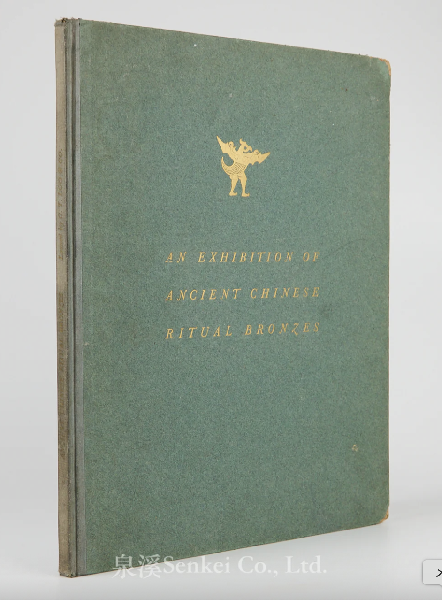 AN EXHIBITION OF
ANCIENT CHINESE
RITUAL BRONZES
泉溪Senkei Co., Ltd.